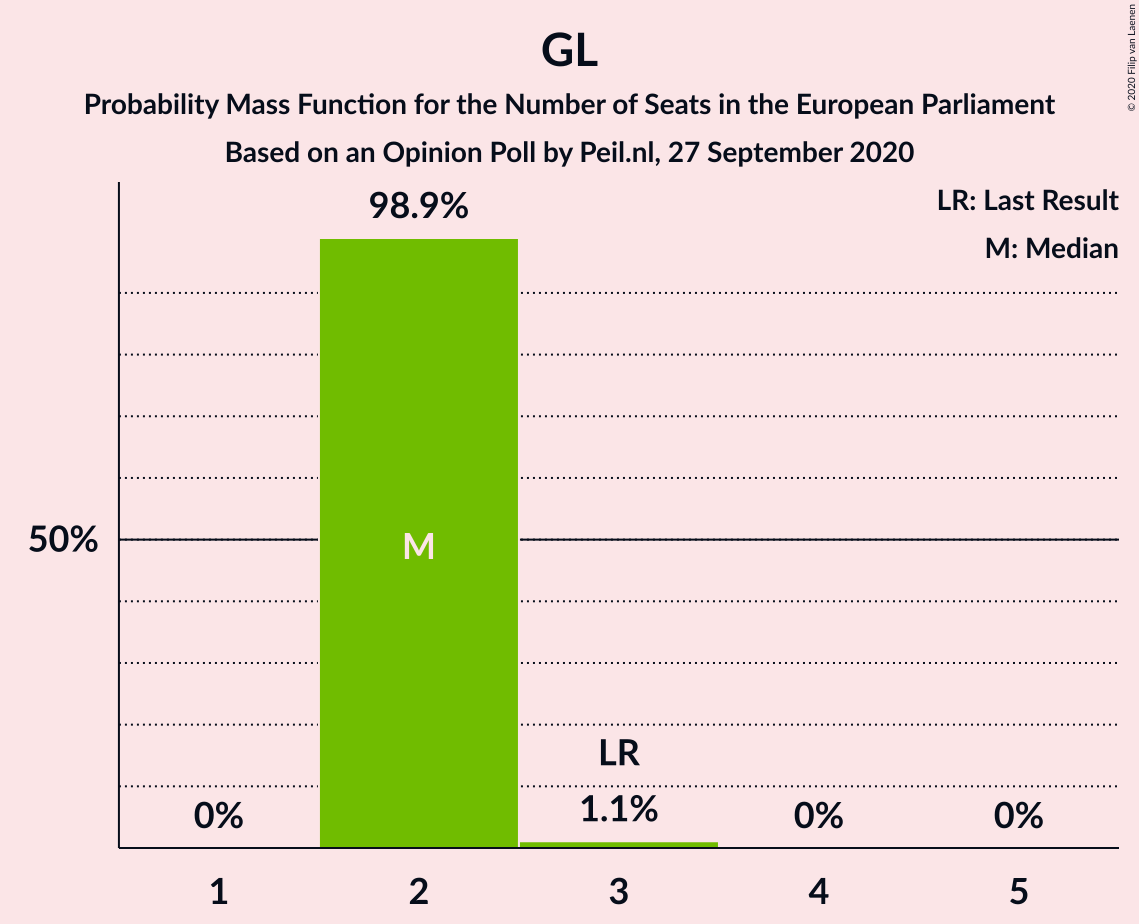 GL
Probability Mass Function for the Number of Seats in the European Parliament
Based on an Opinion Poll by Peil.nl, 27 September 2020
© 2020 Filip van Laenen
LR: Last Result
M: Median
98.9%
50%
M
LR
0%
1.1%
0%
0%
1
2
3
4
5